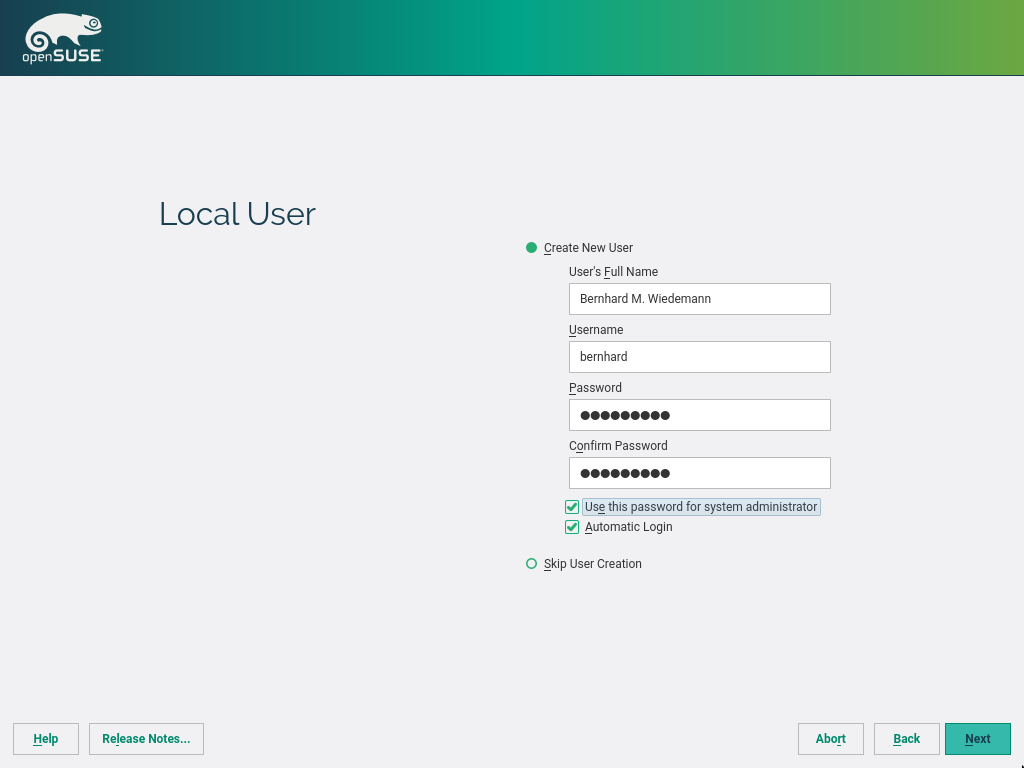 openSUSE
Local User
Create New User
User's Full Name
Bernhard M. Wiedemann
Username
bernhard
Password
●●●●●●●●●
Confirm Password
●●●●●●●●●
Use this password for system administrator
Automatic Login
Skip User Creation
Help Release Notes... Abort Back Next